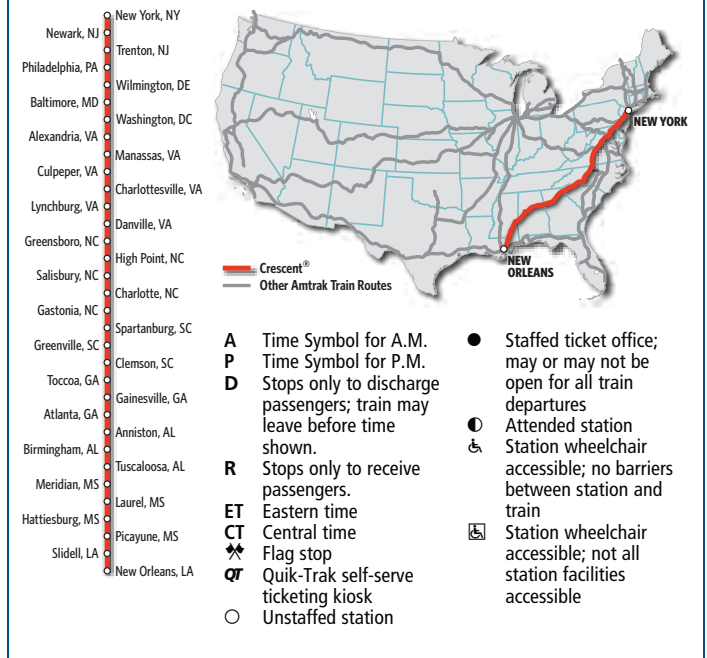 New York, NY
Newark, NJ
Trenton, NJ
Philadelphia, PA
Wilmington, DE
Baltimore, MD
Washington, DC
Alexandria, VA
Manassas, VA
Culpeper, VA
Charlottesville, VA
Lynchburg, VA
Danville, VA
Greensboro, NC
High Point, NC
Salisbury, NC
Charlotte, NC
Gastonia, NC
Spartanburg, SC
Greenville, SC
Clemson, SC
Toccoa, GA
Gainesville, GA
Atlanta, GA
Anniston, AL
Birmingham, AL
Tuscaloosa, AL
Meridian, MS
Laurel, MS
Hattiesburg, MS
Picayune, MS
Slidell, LA
New Orleans, LA
NEW YORK
NEW
ORLEANS
Crescent®
Other Amtrak Train Routes
A Time Symbol for A.M.
P Time Symbol for P.M.
D Stops only to discharge
passengers; train may
leave before time
shown.
R Stops only to receive
passengers.
ET Eastern time
CT Central time
Flag stop
QT Quik-Trak self-serve
ticketing kiosk
○ Unstaffed station
● Staffed ticket office;
may or may not be
open for all train
departures
◐ Attended station
♿ Station wheelchair
accessible; no barriers
between station and
train
♿ Station wheelchair
accessible; not all
station facilities
accessible